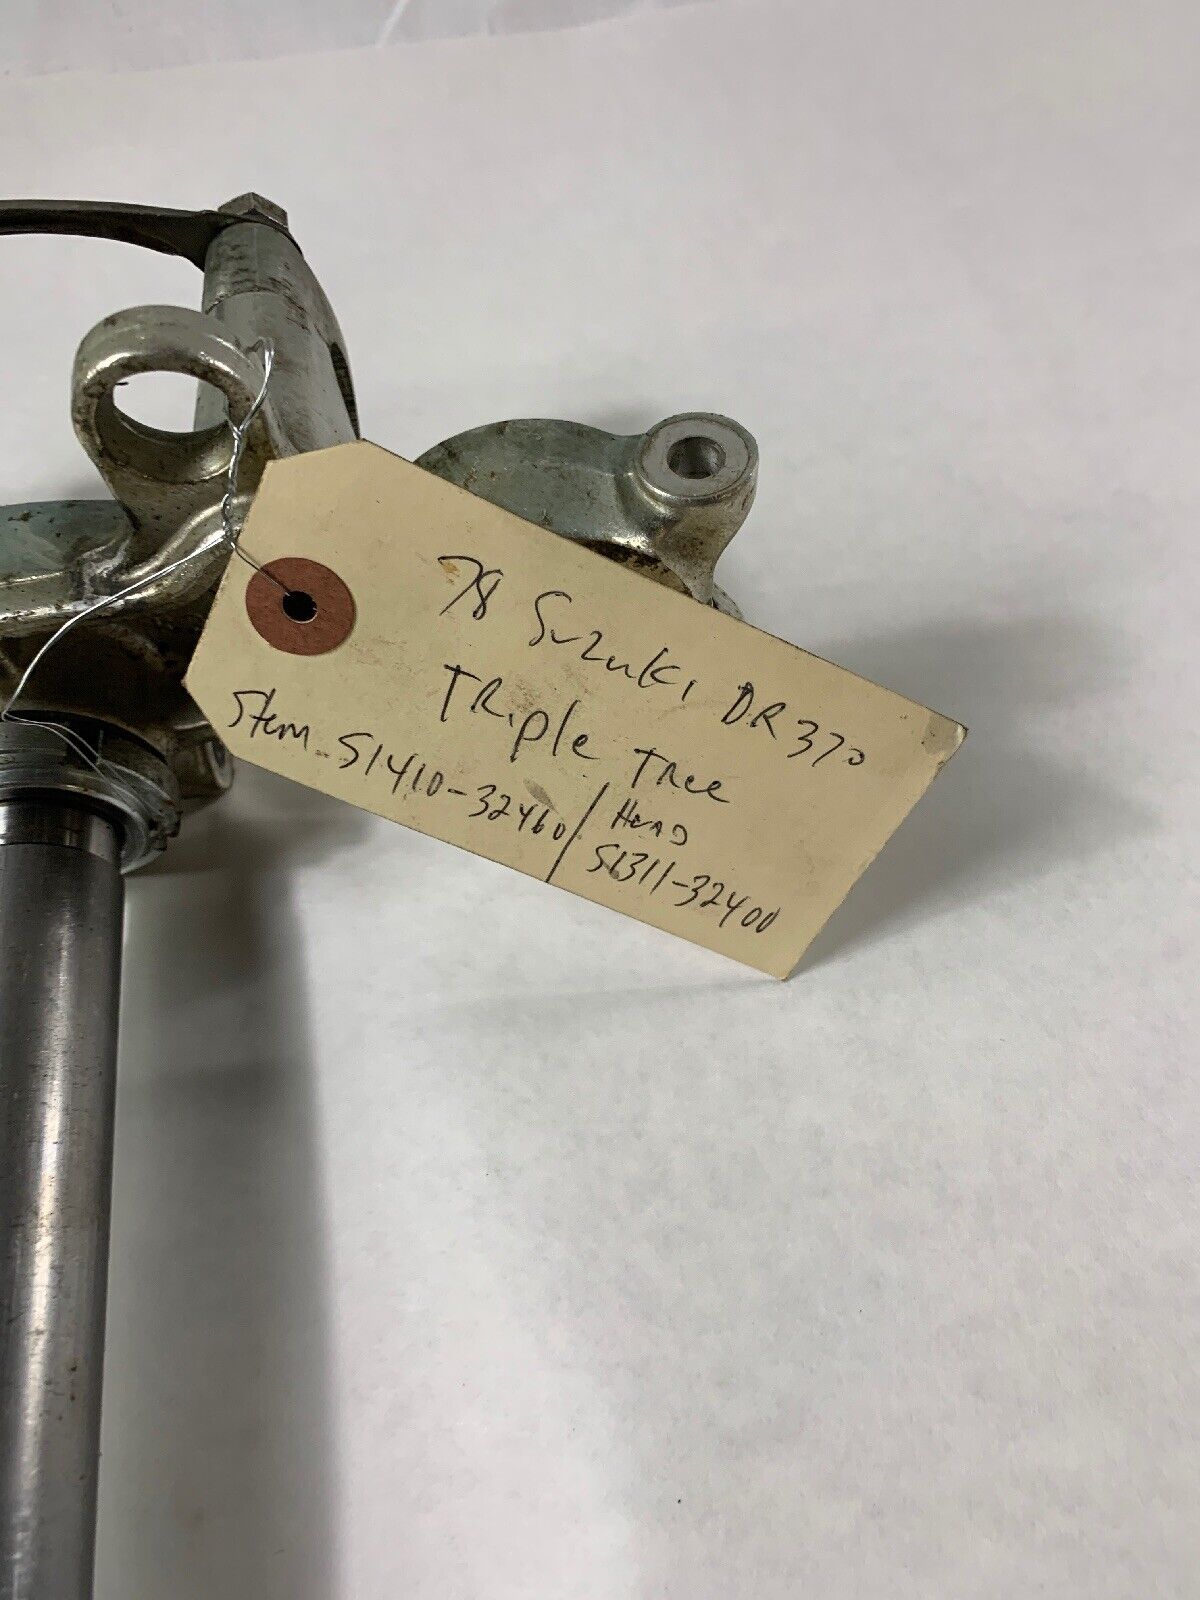 78 Suzuki DR370
TRiple TRee
Stem - 51410-32460 / HEAD 51311-32400